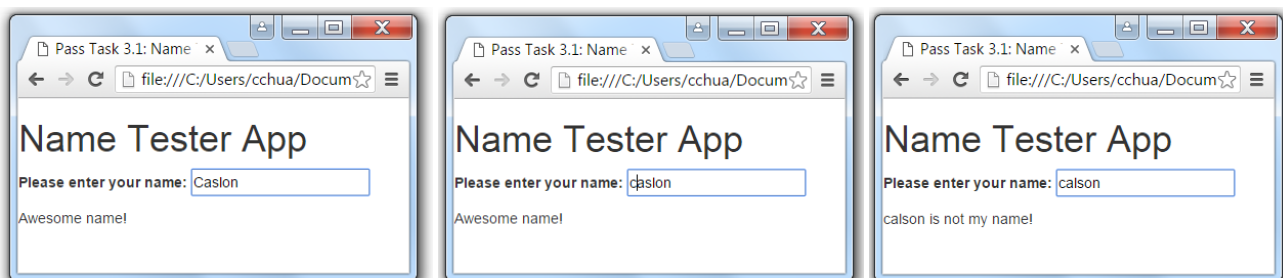 Pass Task 3.1: Name
file:///C:/Users/cchua/Docum
Name Tester App
Please enter your name: Caslon
Awesome name!
Pass Task 3.1: Name
file:///C:/Users/cchua/Docum
Name Tester App
Please enter your name: caslon
Awesome name!
Pass Task 3.1: Name
file:///C:/Users/cchua/Docum
Name Tester App
Please enter your name: calson
calson is not my name!